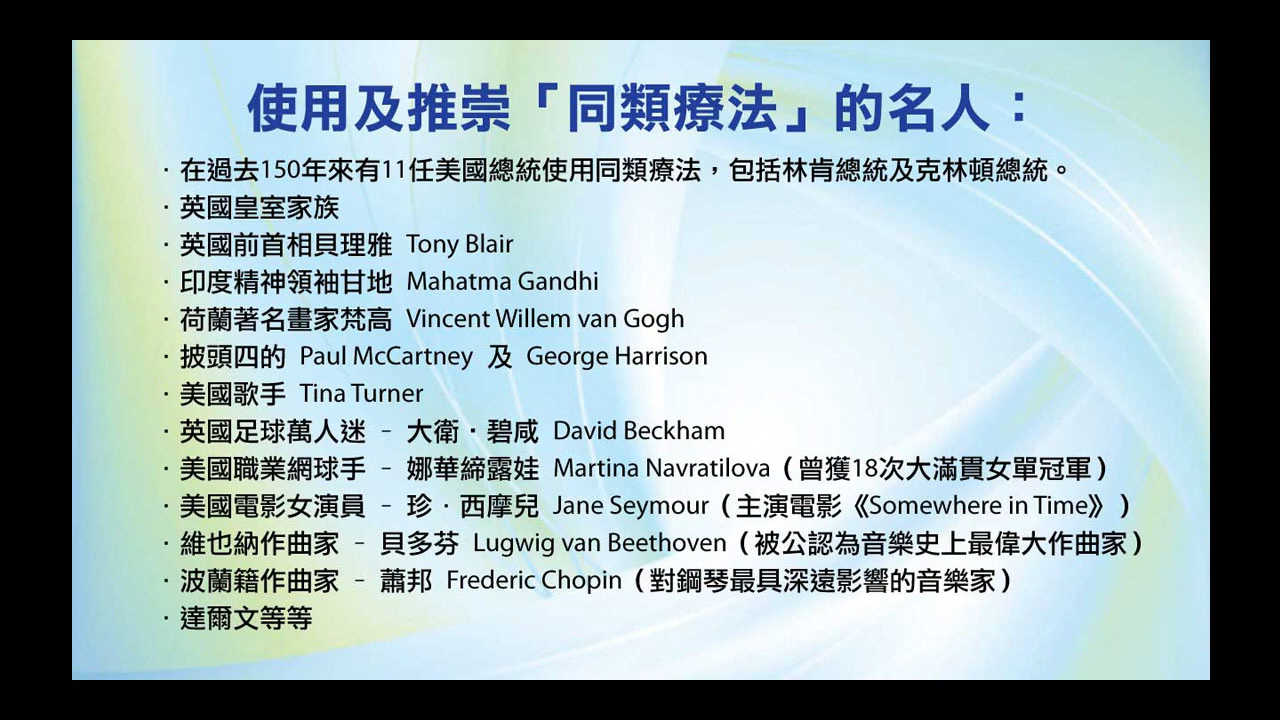 使用及推崇「同類療法」的名人：
·在過去150年來有11任美國總統使用同類療法，包括林肯總統及克林頓總統。
·英國皇室家族
·英國前首相貝理雅 Tony Blair
·印度精神領袖甘地 Mahatma Gandhi
·荷蘭著名畫家梵高 Vincent Willem van Gogh
·披頭四的 Paul McCartney 及 George Harrison
·美國歌手 Tina Turner
·英國足球萬人迷 – 大衛·碧咸 David Beckham
·美國職業網球手 – 娜華締露娃 Martina Navratilova（曾獲18次大滿貫女單冠軍）
·美國電影女演員 – 珍·西摩兒 Jane Seymour（主演電影《Somewhere in Time》）
·維也納作曲家 – 貝多芬 Lugwig van Beethoven（被公認為音樂史上最偉大作曲家）
·波蘭籍作曲家 – 蕭邦 Frederic Chopin（對鋼琴最具深遠影響的音樂家）
·達爾文等等